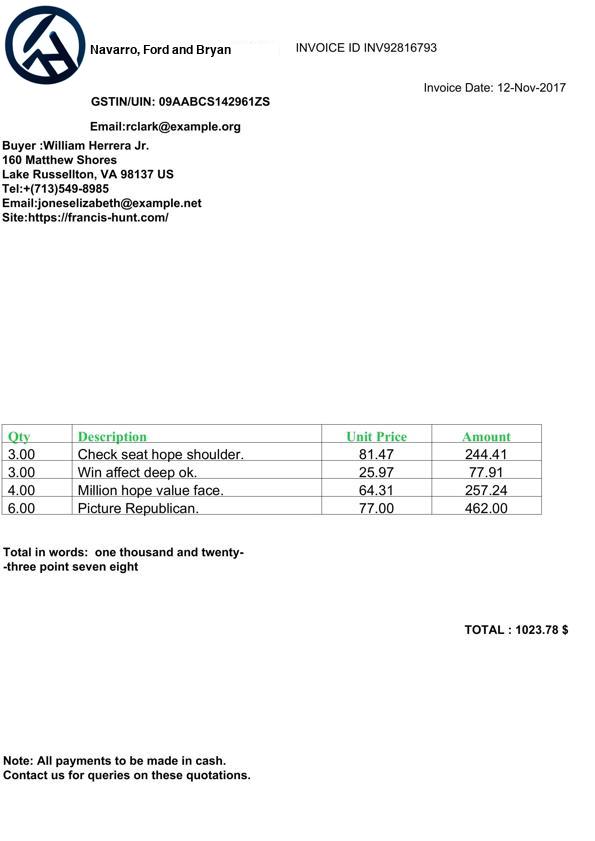 Navarro, Ford and Bryan
INVOICE ID INV92816793
Invoice Date: 12-Nov-2017
GSTIN/UIN: 09AABCS142961ZS
Email:rclark@example.org
Buyer :William Herrera Jr.
160 Matthew Shores
Lake Russellton, VA 98137 US
Tel:+(713)549-8985
Email:joneselizabeth@example.net
Site:https://francis-hunt.com/
Qty Description Unit Price Amount
3.00 Check seat hope shoulder. 81.47 244.41
3.00 Win affect deep ok. 25.97 77.91
4.00 Million hope value face. 64.31 257.24
6.00 Picture Republican. 77.00 462.00
Total in words:  one thousand and twenty-
-three point seven eight
TOTAL : 1023.78 $
Note: All payments to be made in cash.
Contact us for queries on these quotations.